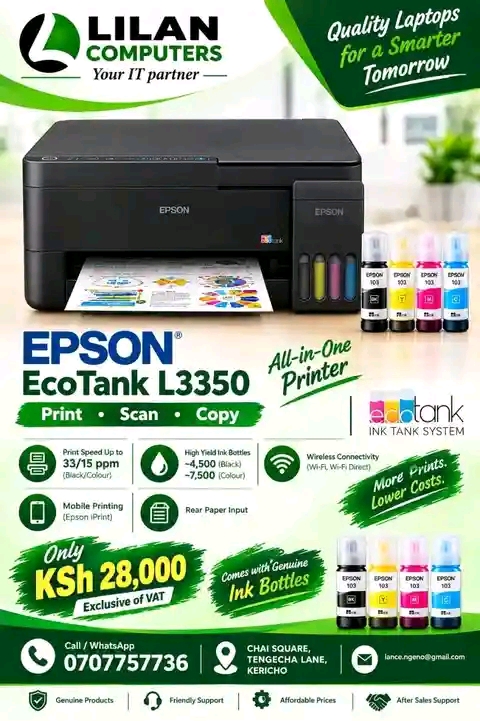 LILAN
COMPUTERS
Your IT partner
Quality Laptops
for a Smarter
Tomorrow
EPSON
ecotank
EPSON
EPSON
103
BK
EPSON
103
Y
EPSON
103
M
EPSON
103
C
EPSON®
EcoTank L3350
All-in-One
Printer
Print • Scan • Copy
ecotank
INK TANK SYSTEM
Print Speed Up to
33/15 ppm
(Black/Colour)
High Yield Ink Bottles
~4,500 (Black)
~7,500 (Colour)
Wireless Connectivity
(Wi-Fi, Wi-Fi Direct)
More Prints.
Lower Costs.
Mobile Printing
(Epson iPrint)
Rear Paper Input
Only
KSh 28,000
Exclusive of VAT
Comes with Genuine
Ink Bottles
EPSON
103
BK
EPSON
103
Y
EPSON
103
M
EPSON
103
C
Call / WhatsApp
0707757736
CHAI SQUARE,
TENGECHA LANE,
KERICHO
lance.ngeno@gmail.com
Genuine Products
Friendly Support
Affordable Prices
After Sales Support